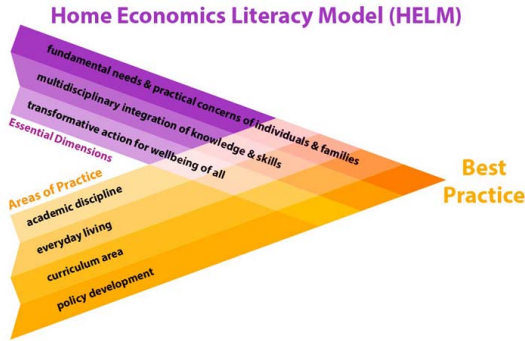 Home Economics Literacy Model (HELM)
fundamental needs & practical concerns of individuals & families
multidisciplinary integration of knowledge & skills
transformative action for wellbeing of all
Essential Dimensions
Areas of Practice
academic discipline
everyday living
curriculum area
policy development
Best
Practice